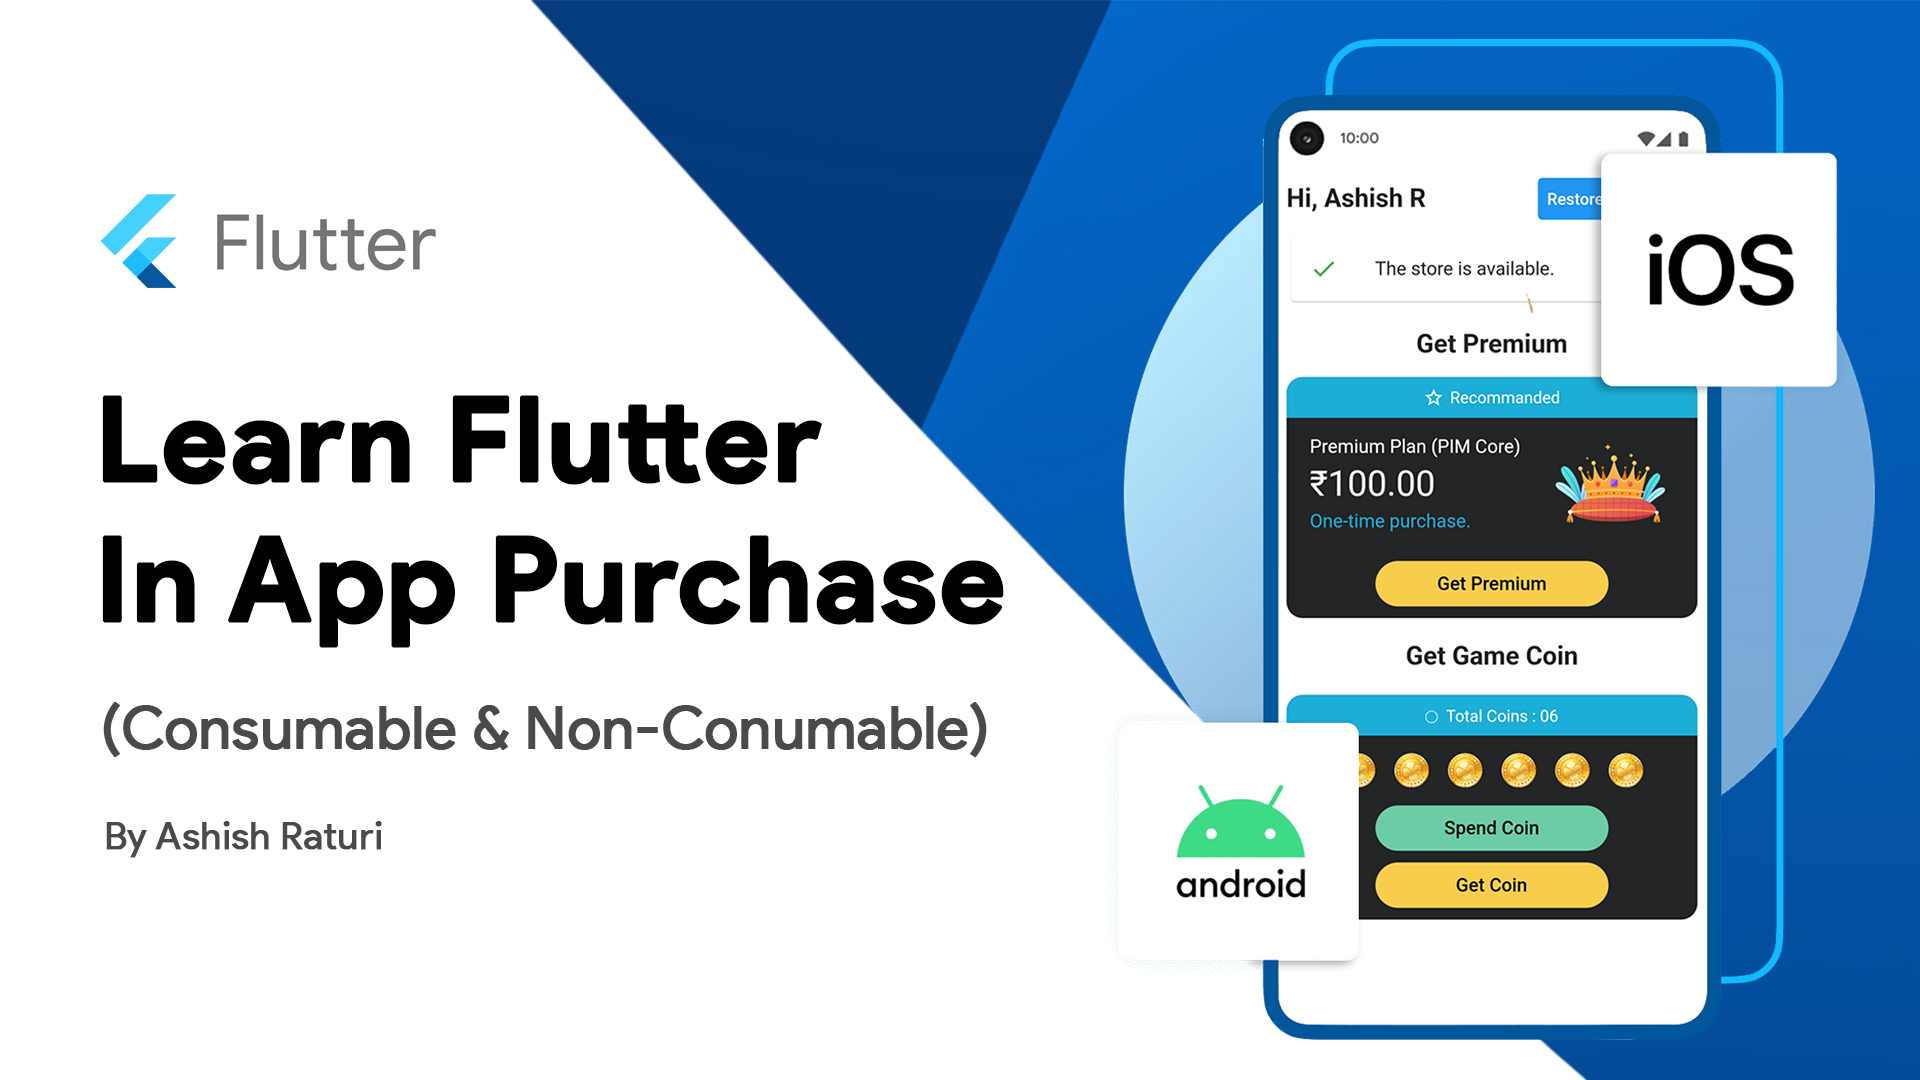 Flutter
Learn Flutter
In App Purchase
(Consumable & Non-Conumable)
By Ashish Raturi
10:00
Hi, Ashish R
Restore
The store is available.
iOS
Get Premium
Recommanded
Premium Plan (PIM Core)
₹100.00
One-time purchase.
Get Premium
Get Game Coin
Total Coins : 06
Spend Coin
Get Coin
android